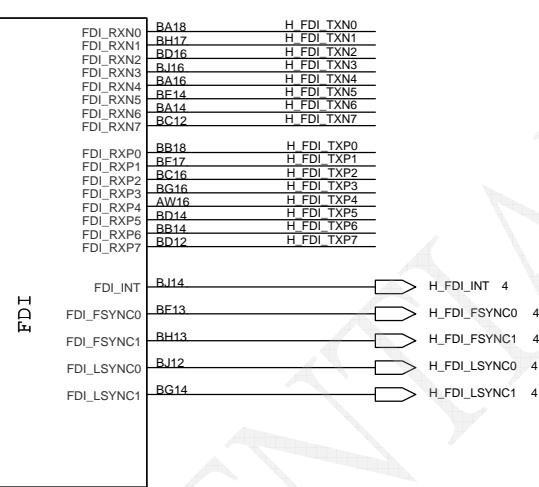 FDI_RXN0 BA18 H_FDI_TXN0
FDI_RXN1 BH17 H_FDI_TXN1
FDI_RXN2 BD16 H_FDI_TXN2
FDI_RXN3 BJ16 H_FDI_TXN3
FDI_RXN4 BA16 H_FDI_TXN4
FDI_RXN5 BE14 H_FDI_TXN5
FDI_RXN6 BA14 H_FDI_TXN6
FDI_RXN7 BC12 H_FDI_TXN7
FDI_RXP0 BB18 H_FDI_TXP0
FDI_RXP1 BF17 H_FDI_TXP1
FDI_RXP2 BC16 H_FDI_TXP2
FDI_RXP3 BG16 H_FDI_TXP3
FDI_RXP4 AW16 H_FDI_TXP4
FDI_RXP5 BD14 H_FDI_TXP5
FDI_RXP6 BB14 H_FDI_TXP6
FDI_RXP7 BD12 H_FDI_TXP7
FDI_INT BJ14 H_FDI_INT 4
FDI
FDI_FSYNC0 BF13 H_FDI_FSYNC0 4
FDI_FSYNC1 BH13 H_FDI_FSYNC1 4
FDI_LSYNC0 BJ12 H_FDI_LSYNC0 4
FDI_LSYNC1 BG14 H_FDI_LSYNC1 4